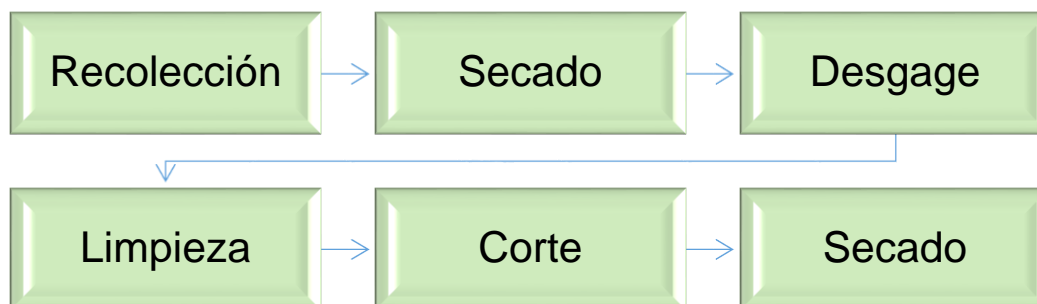 Recolección
Secado
Desgage
Limpieza
Corte
Secado